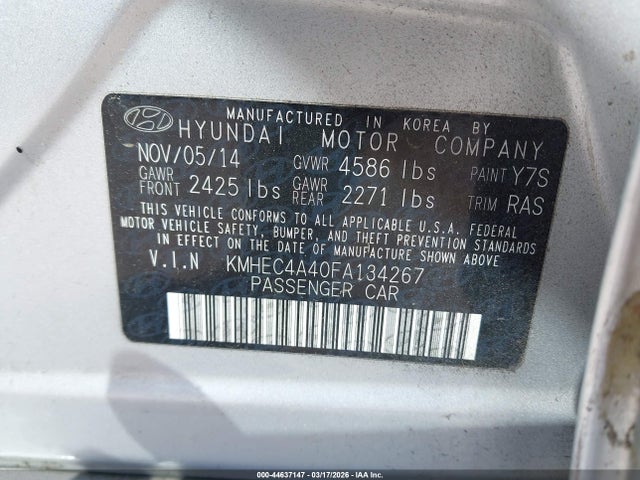 MANUFACTURED IN KOREA BY
HYUNDAI MOTOR COMPANY
NOV/05/14 GVWR 4586 lbs PAINT Y7S
GAWR FRONT 2425 lbs GAWR REAR 2271 lbs TRIM RAS
THIS VEHICLE CONFORMS TO ALL APPLICABLE U.S.A. FEDERAL
MOTOR VEHICLE SAFETY, BUMPER, AND THEFT PREVENTION STANDARDS
IN EFFECT ON THE DATE OF MANUFACTURE SHOWN ABOVE.
V.I.N KMHEC4A40FA134267
PASSENGER CAR
000-44637147 | 03/17/2026 - IAA INC.